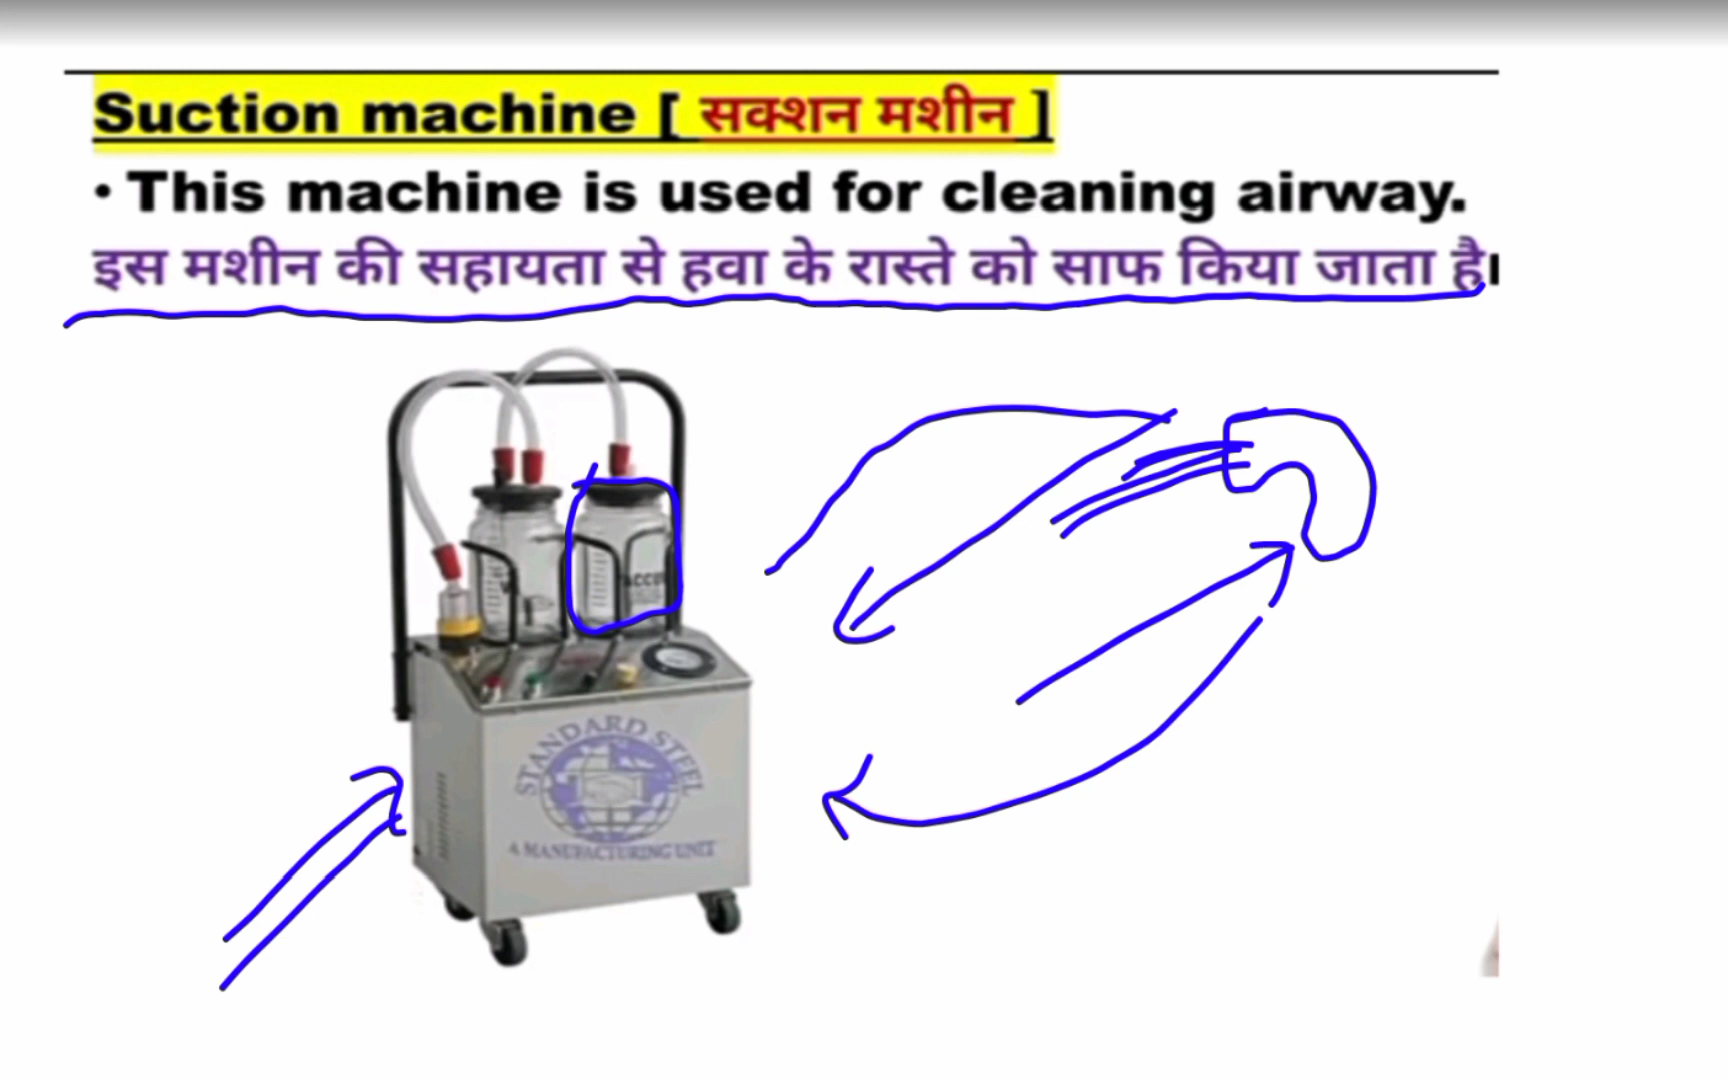 Suction machine [ सक्शन मशीन ]
• This machine is used for cleaning airway.
इस मशीन की सहायता से हवा के रास्ते को साफ किया जाता है।
STANDARD STEEL
A MANUFACTURING UNIT